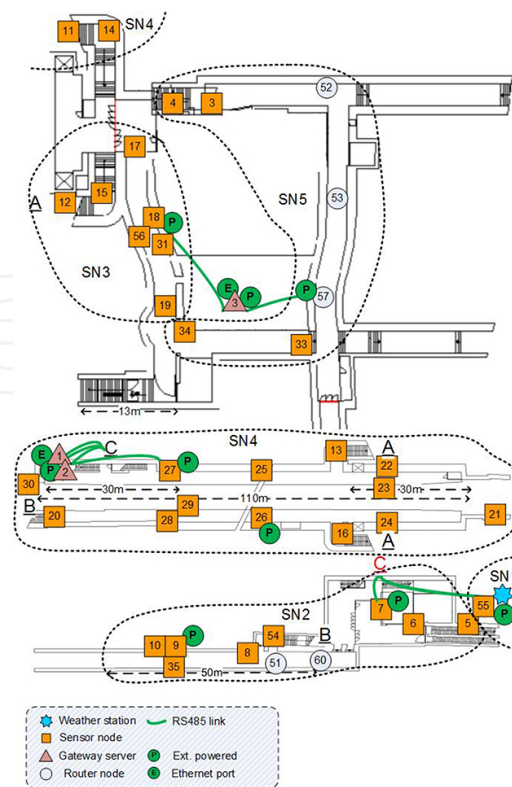 SN4
11 14
4 3 52
17
SN5
53
A 12 15
18 P
56 31
SN3
E P P
3 57
19
34 33
13m
SN4
C 13 A
E 1
P 2 27 P 25 22
30 30m 23 30m
110m
B 20 29 21
28 26 24
P 16 A
C
SN
7 P 55 P
SN2 6 5
54 B
10 9 P 8
35 51 60
50m
Weather station RS485 link
Sensor node
Gateway server P Ext. powered
Router node E Ethernet port